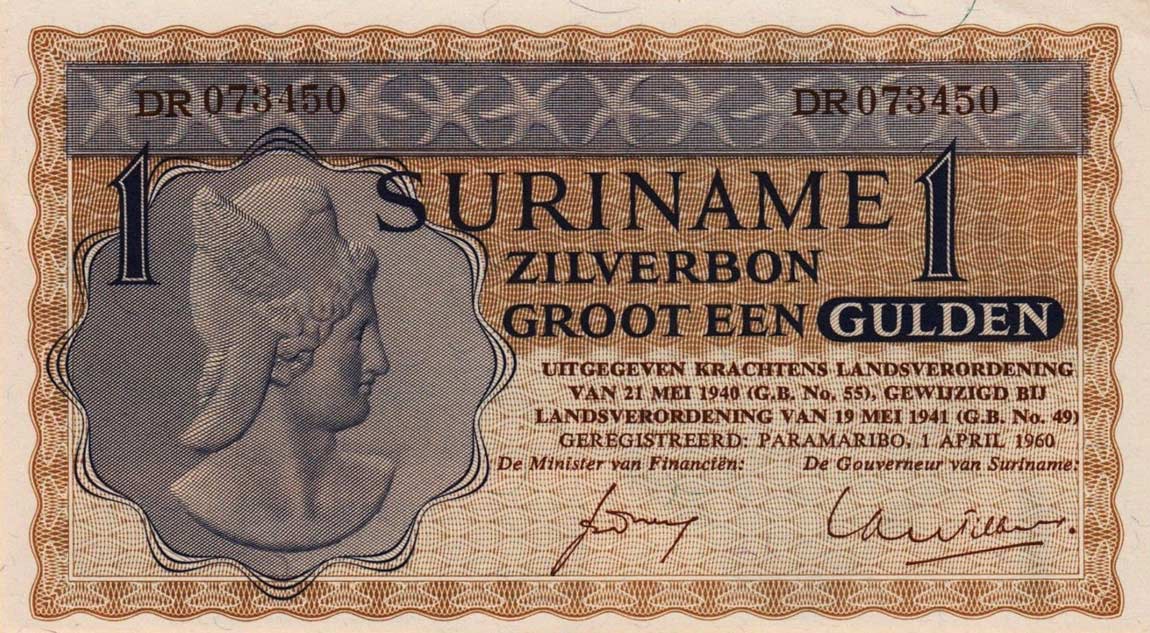 DR 073450 DR 073450
1 SURINAME 1
ZILVERBON
GROOT EEN GULDEN
UITGEGEVEN KRACHTENS LANDSVERORDENING
VAN 21 MEI 1940 (G.B. No. 55), GEWIJZIGD BIJ
LANDSVERORDENING VAN 19 MEI 1941 (G.B. No. 49)
GEREGISTREERD: PARAMARIBO, 1 APRIL 1960
De Minister van Financiën: De Gouverneur van Suriname: